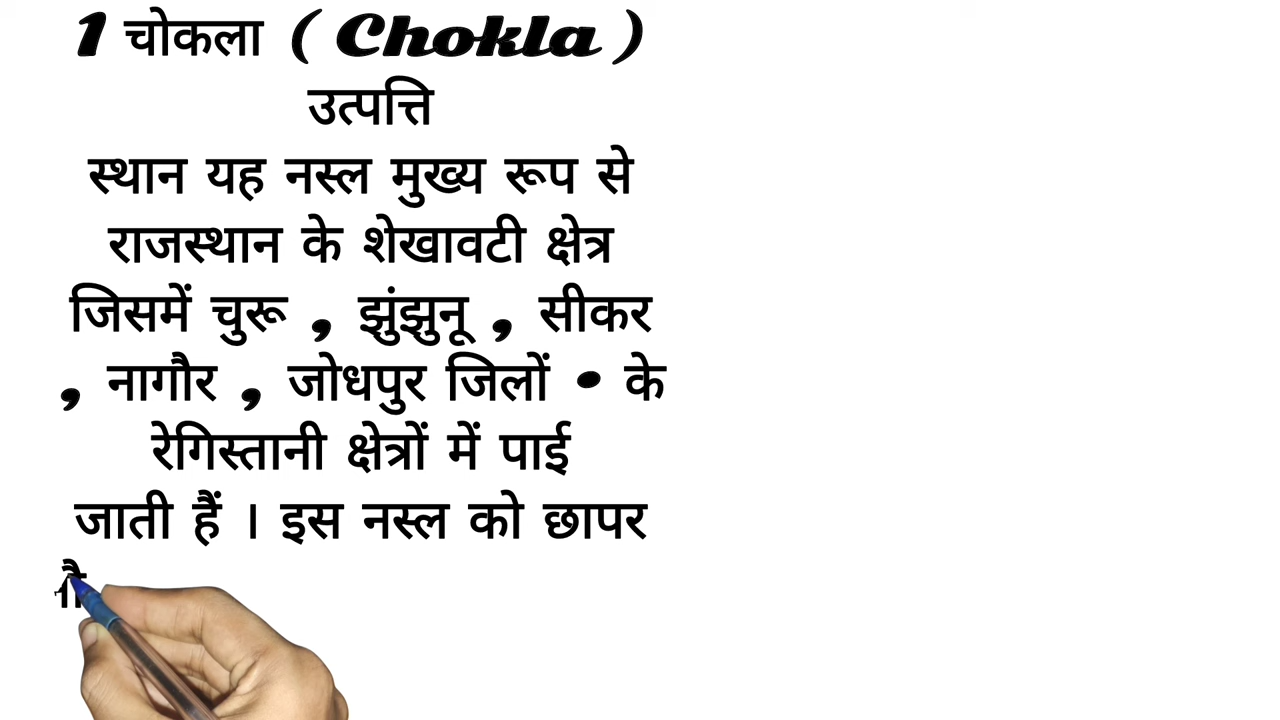 1 चोकला ( Chokla )
उत्पत्ति
स्थान यह नस्ल मुख्य रूप से
राजस्थान के शेखावटी क्षेत्र
जिसमें चुरू , झुंझुनू , सीकर
, नागौर , जोधपुर जिलों • के
रेगिस्तानी क्षेत्रों में पाई
जाती हैं । इस नस्ल को छापर